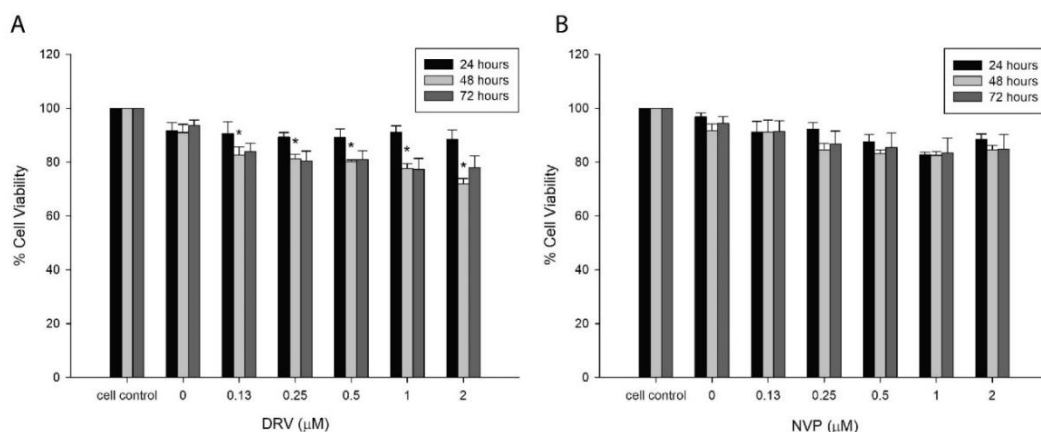 A
120
100
80
60
40
20
0
% Cell Viability
24 hours
48 hours
72 hours
*
*
*
*
*
cell control 0 0.13 0.25 0.5 1 2
DRV (μM)
B
120
100
80
60
40
20
0
% Cell Viability
24 hours
48 hours
72 hours
cell control 0 0.13 0.25 0.5 1 2
NVP (μM)